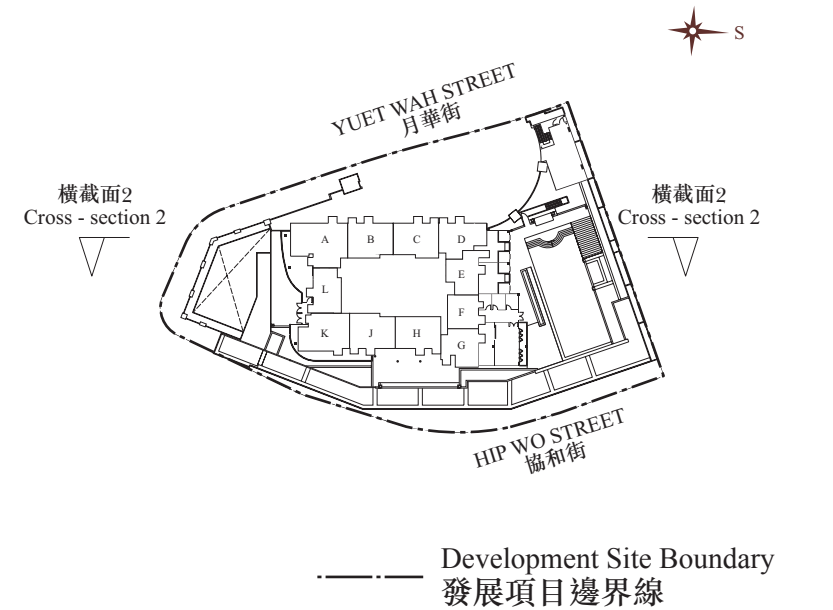 S
YUET WAH STREET
月華街
橫截面2
Cross - section 2
橫截面2
Cross - section 2
A
B
C
D
E
L
F
K
J
H
G
HIP WO STREET
協和街
Development Site Boundary
發展項目邊界線